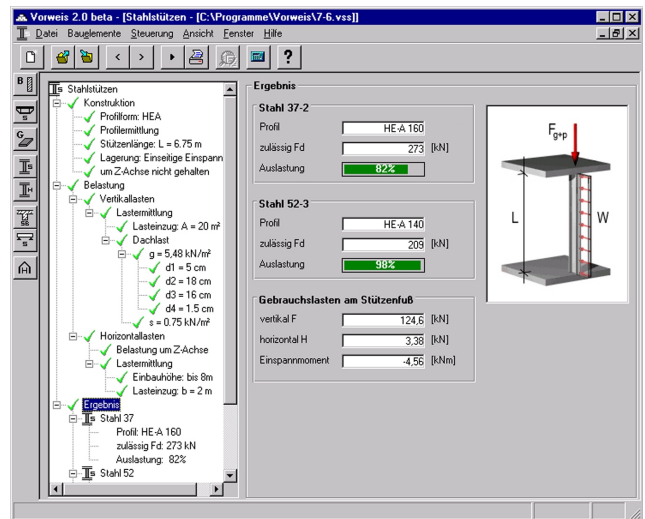 Vorweis 2.0 beta - [Stahlstützen - [C:\Programme\Vorweis\7-6.vss]]
Datei Bauelemente Steuerung Ansicht Fenster Hilfe
< > ?
B
S
G
S
H
SB
S
H
S Stahlstützen
Konstruktion
Profilform: HEA
Profilermittlung
Stützenlänge: L = 6.75 m
Lagerung: Einseitige Einspann
um Z-Achse nicht gehalten
Belastung
Vertikallasten
Lastermittlung
Lasteinzug: A = 20 m²
Dachlast
g = 5,48 kN/m²
d1 = 5 cm
d2 = 18 cm
d3 = 16 cm
d4 = 1.5 cm
s = 0.75 kN/m²
Horizontallasten
Belastung um Z-Achse
Lastermittlung
Einbauhöhe: bis 8m
Lasteinzug: b = 2 m
Ergebnis
S Stahl 37
Profil: HE-A 160
zulässig Fd: 273 kN
Auslastung: 82%
S Stahl 52
Ergebnis
Stahl 37-2
Profil HE-A 160
zulässig Fd 273 [kN]
Auslastung 82%
Stahl 52-3
Profil HE-A 140
zulässig Fd 209 [kN]
Auslastung 98%
Gebrauchslasten am Stützenfuß
vertikal F 124,6 [kN]
horizontal H 3,38 [kN]
Einspannmoment -4,56 [kNm]
Fg+p
L W